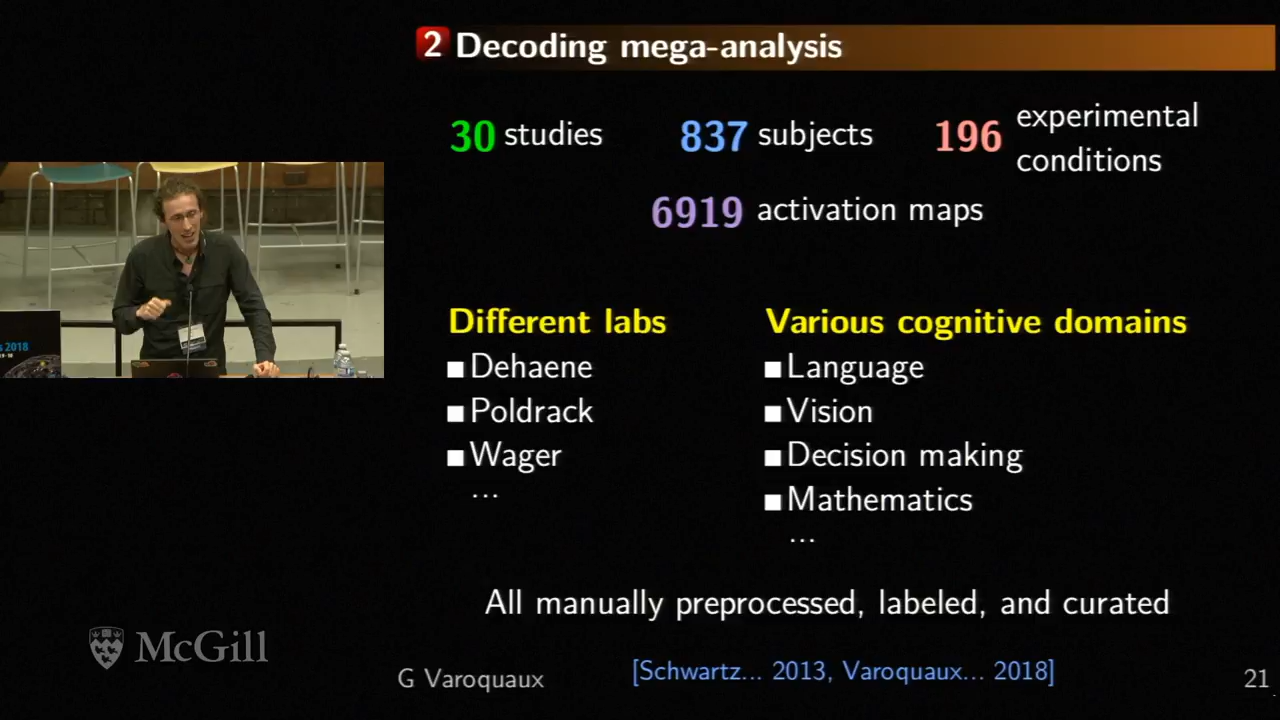 2 Decoding mega-analysis
30 studies
837 subjects
196 experimental conditions
6919 activation maps
Different labs
Dehaene
Poldrack
Wager
...
Various cognitive domains
Language
Vision
Decision making
Mathematics
...
All manually preprocessed, labeled, and curated
G Varoquaux
[Schwartz... 2013, Varoquaux... 2018]
21
2018
McGill